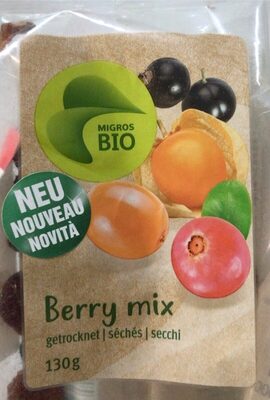 MIGROS
BIO
NEU
NOUVEAU
NOVITÀ
Berry mix
getrocknet | séchés | secchi
130g